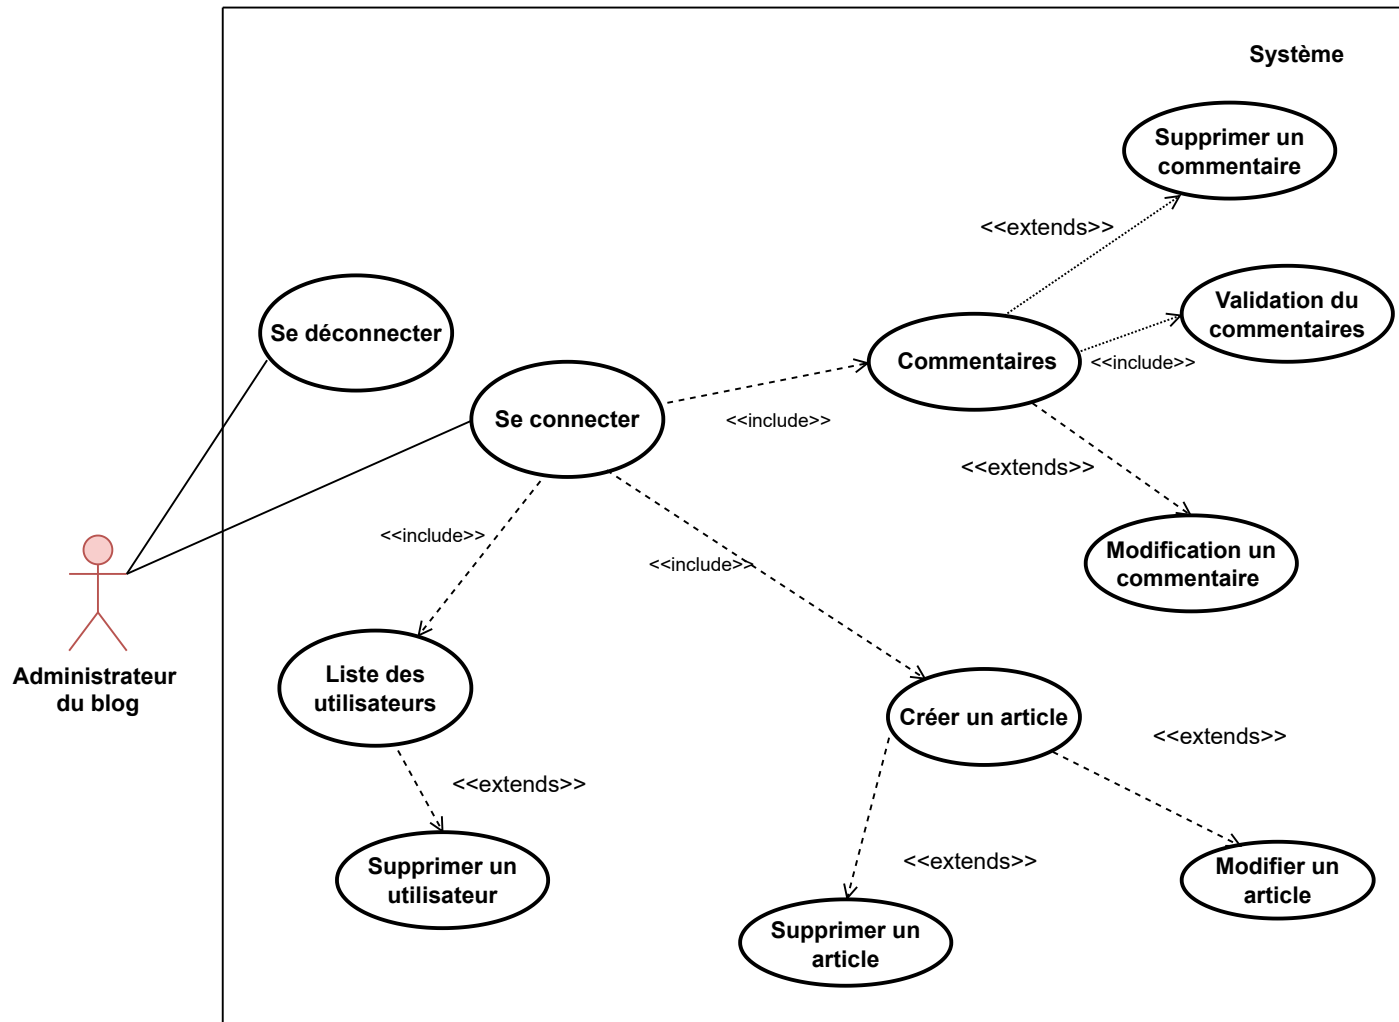 Système
Supprimer un
commentaire
<<extends>>
Se déconnecter
Validation du
commentaires
Commentaires
<<include>>
Se connecter
<<include>>
<<extends>>
<<include>>
<<include>>
Modification un
commentaire
Administrateur
du blog
Liste des
utilisateurs
Créer un article
<<extends>>
<<extends>>
Supprimer un
utilisateur
<<extends>>
Modifier un
article
Supprimer un
article